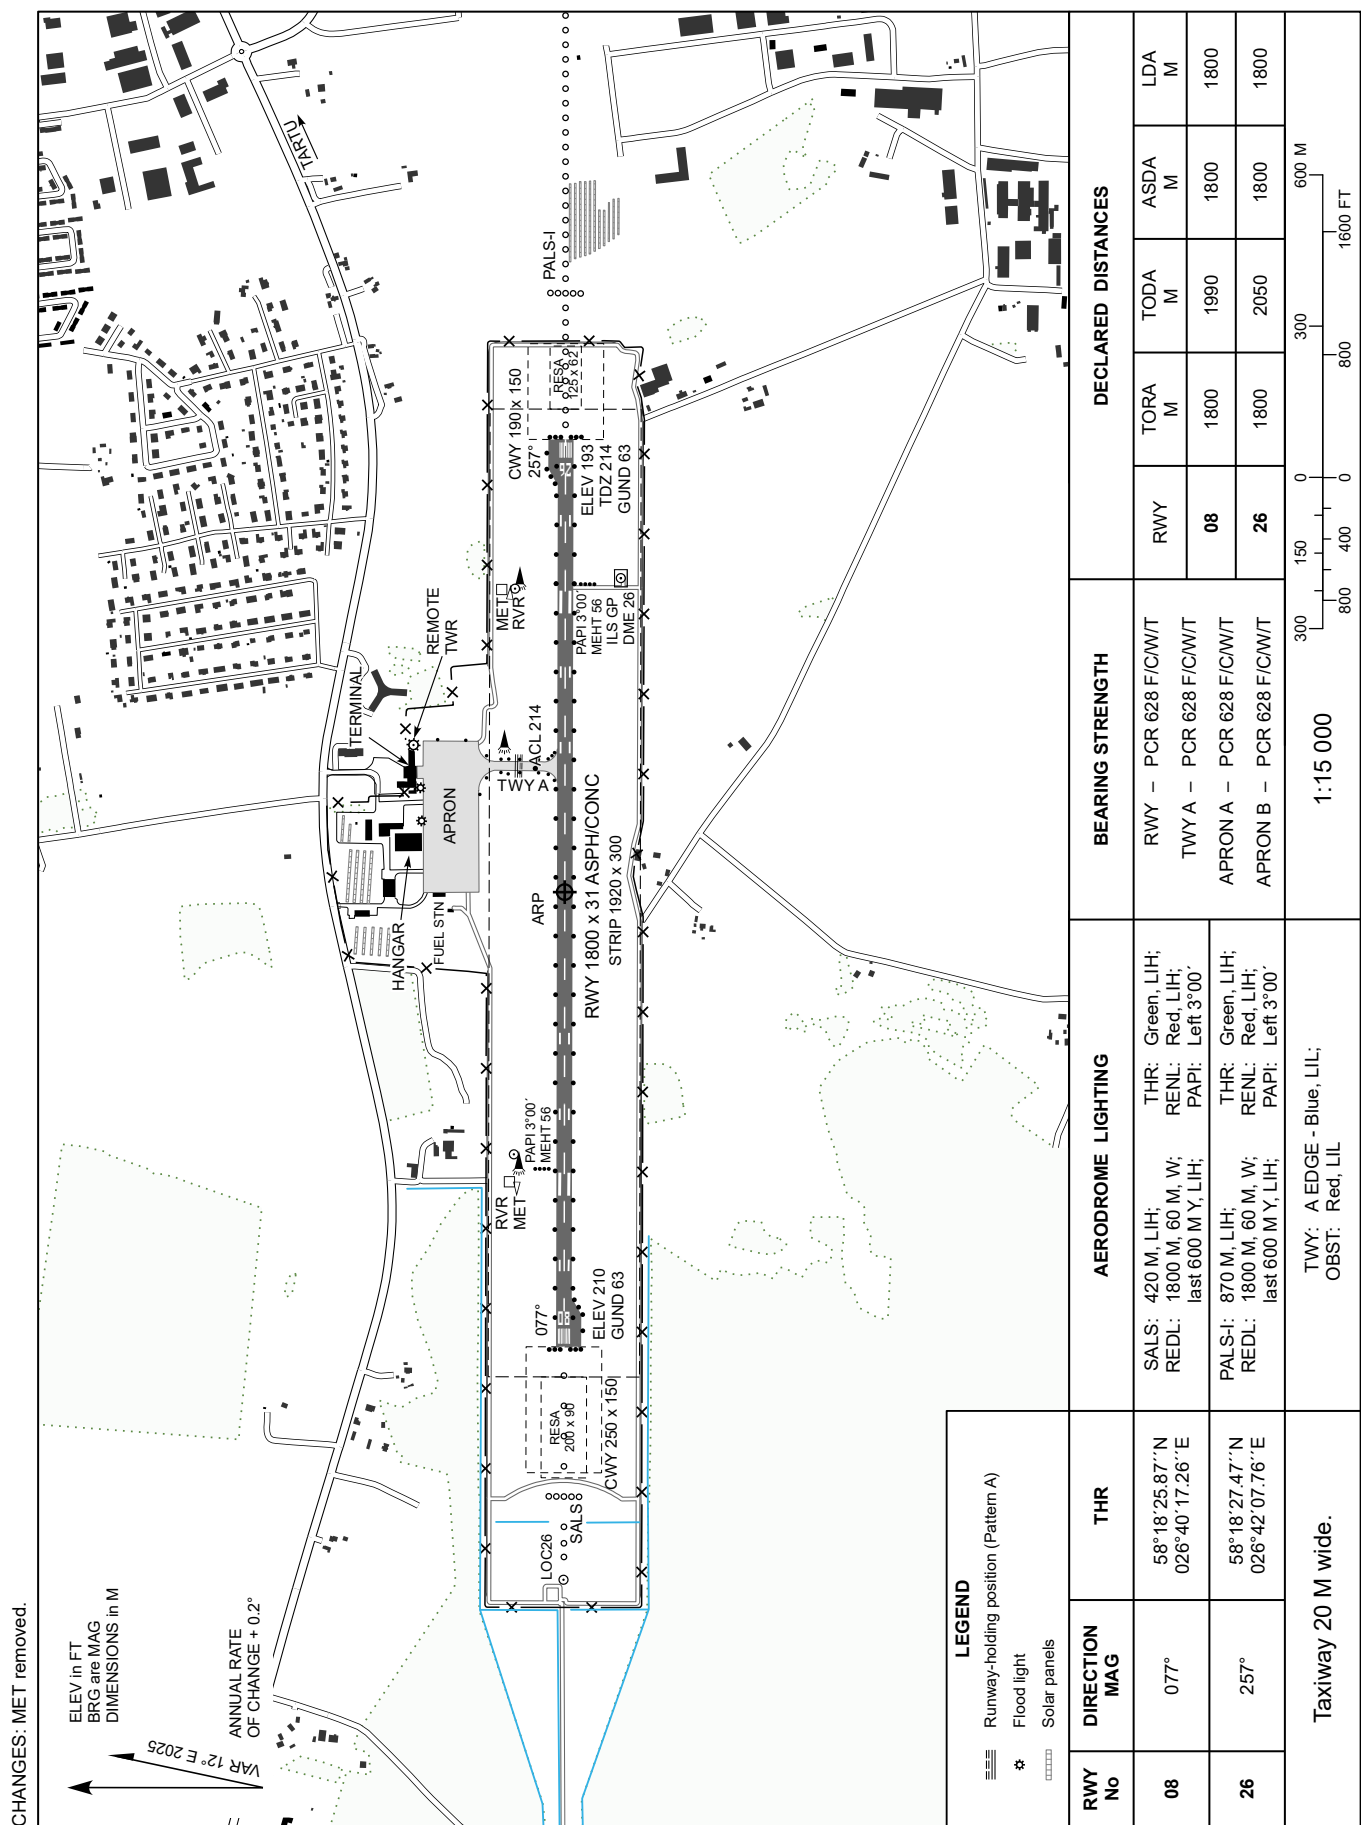 CHANGES: MET removed.
ELEV in FT
BRG are MAG
DIMENSIONS in M
ANNUAL RATE
OF CHANGE + 0.2°
VAR 12° E 2025
TARTU
PALS-I
TERMINAL
REMOTE
TWR
HANGAR
FUEL STN
APRON
TWY A
ACL 214
MET
RVR
PAPI 3°00´
MEHT 56
ILS GP
DME 26
CWY 190 x 150
257°
RESA
125 x 62
26
ELEV 193
TDZ 214
GUND 63
ARP
RWY 1800 x 31 ASPH/CONC
STRIP 1920 x 300
RVR
MET
PAPI 3°00´
MEHT 56
077°
08
ELEV 210
GUND 63
RESA
200 x 90
CWY 250 x 150
SALS
LOC26
LEGEND
Runway-holding position (Pattern A)
Flood light
Solar panels
RWY No DIRECTION MAG THR
08 077° 58°18´25.87´´N 026°40´17.26´´E
26 257° 58°18´27.47´´N 026°42´07.76´´E
Taxiway 20 M wide.
AERODROME LIGHTING
SALS: 420 M, LIH; THR: Green, LIH;
REDL: 1800 M, 60 M, W; RENL: Red, LIH;
last 600 M Y, LIH; PAPI: Left 3°00´
PALS-I: 870 M, LIH; THR: Green, LIH;
REDL: 1800 M, 60 M, W; RENL: Red, LIH;
last 600 M Y, LIH; PAPI: Left 3°00´
TWY: A EDGE - Blue, LIL;
OBST: Red, LIL
BEARING STRENGTH
RWY – PCR 628 F/C/W/T
TWY A – PCR 628 F/C/W/T
APRON A – PCR 628 F/C/W/T
APRON B – PCR 628 F/C/W/T
DECLARED DISTANCES
RWY TORA M TODA M ASDA M LDA M
08 1800 1990 1800 1800
26 1800 2050 1800 1800
1:15 000
300 150 0 300 600 M
800 400 0 800 1600 FT